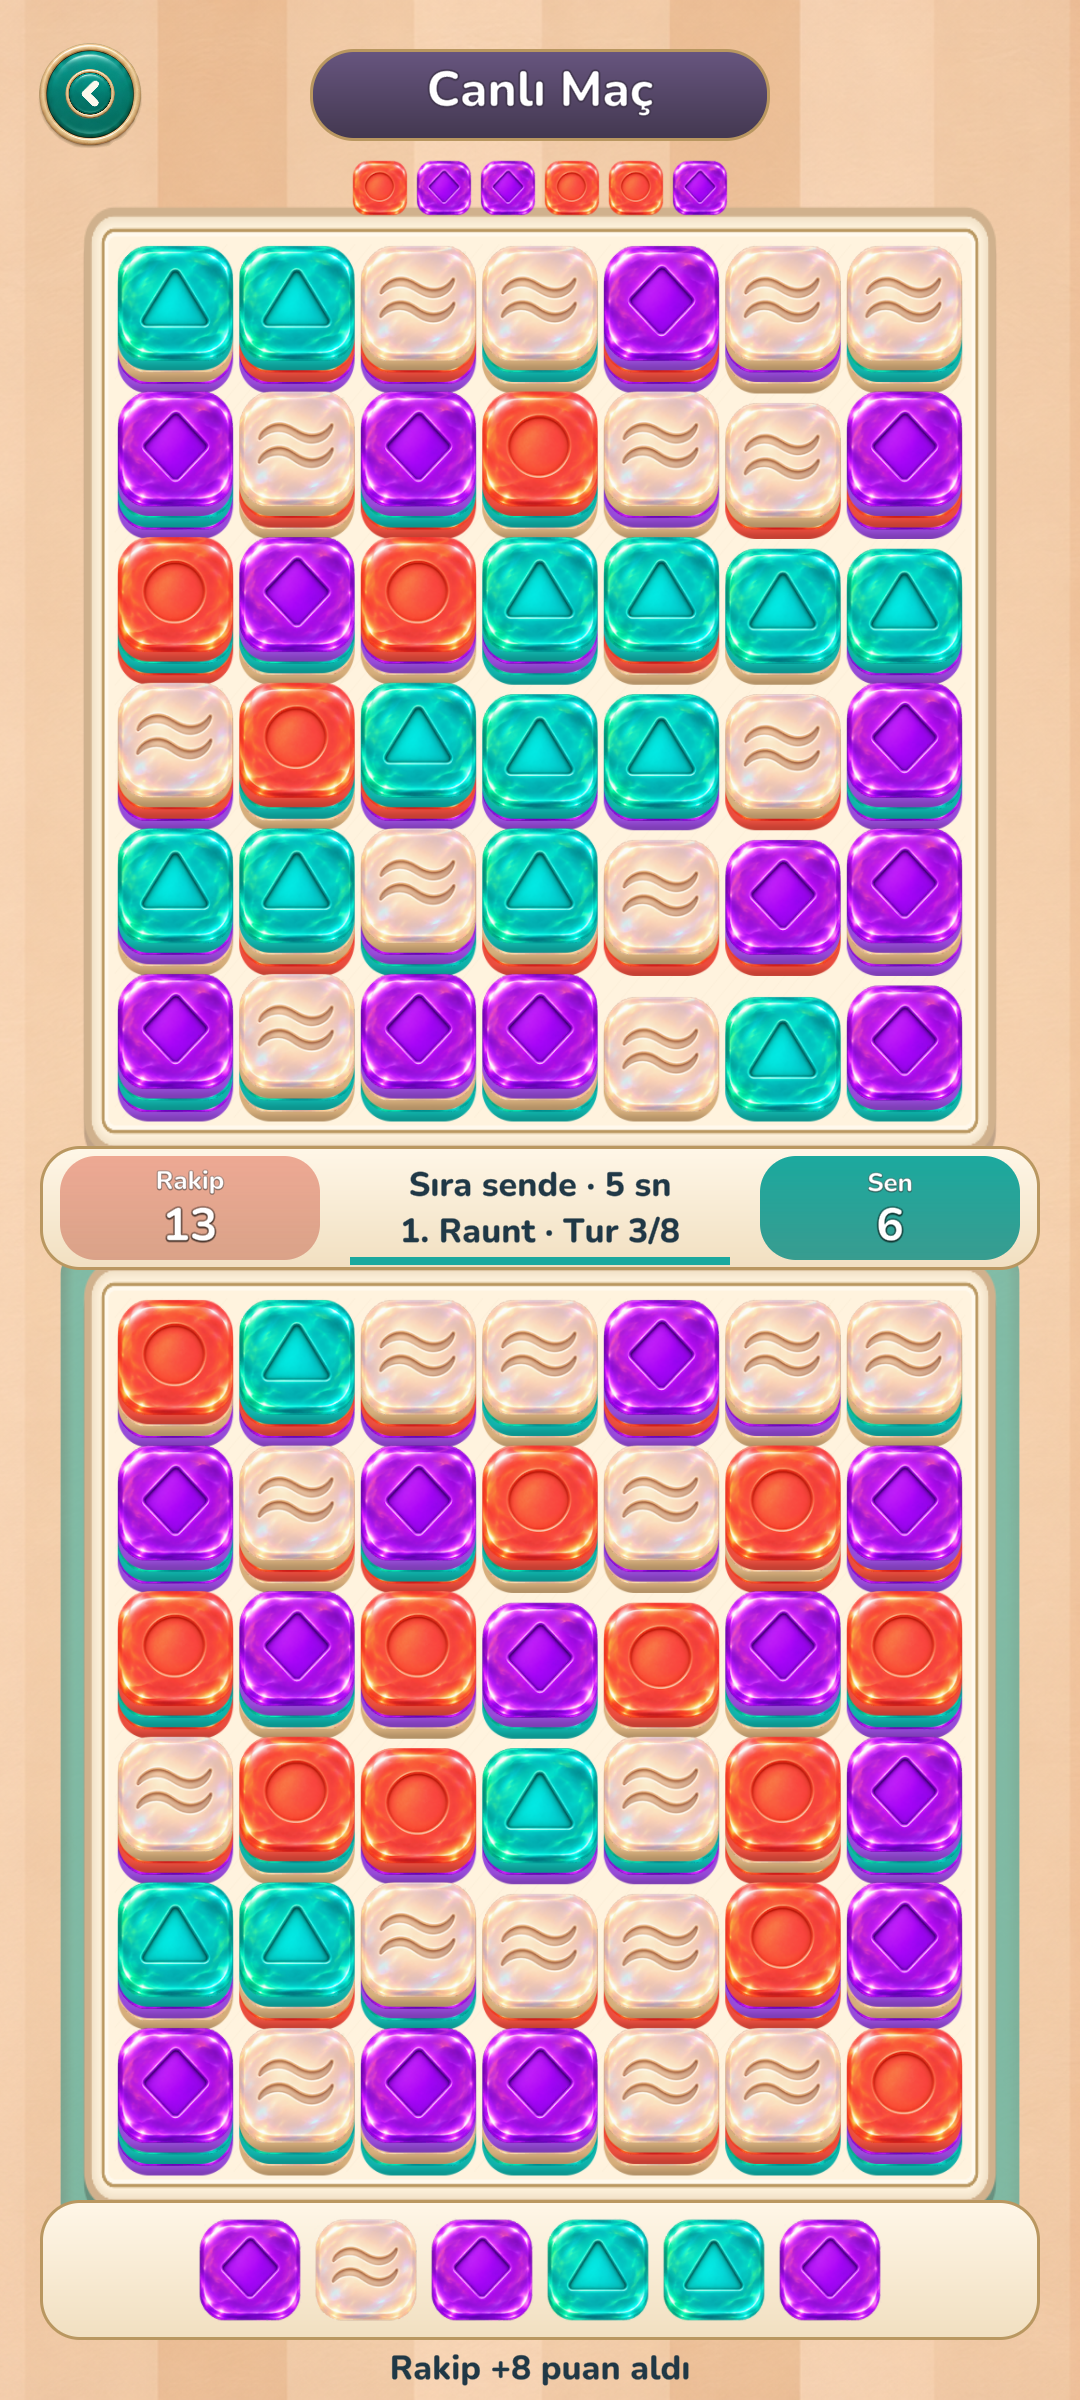 Canlı Maç
Rakip
13
Sıra sende · 5 sn
1. Raunt · Tur 3/8
Sen
6
Rakip +8 puan aldı